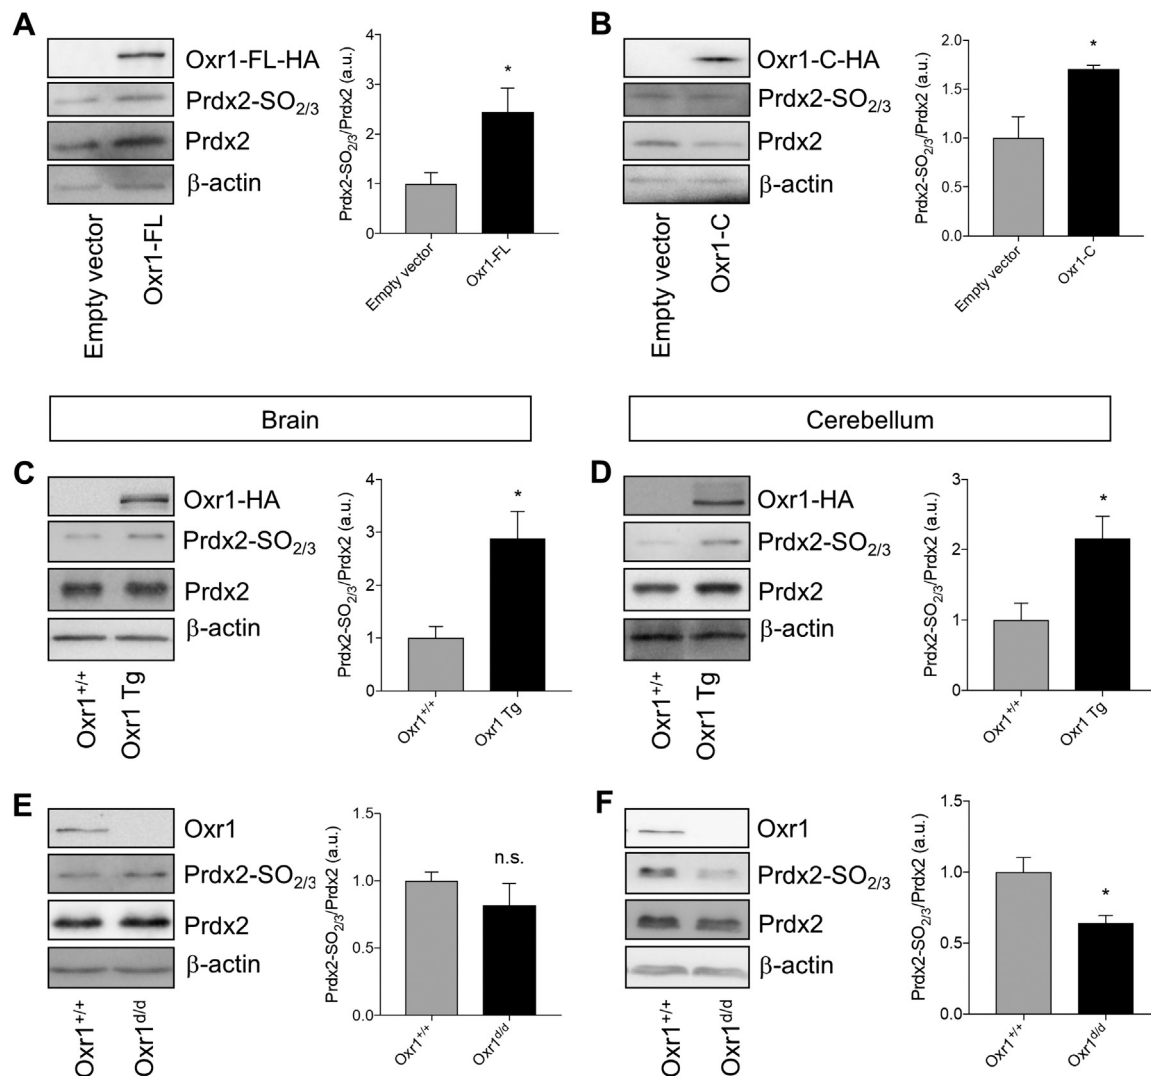 A
Oxr1-FL-HA
Prdx2-SO2/3
Prdx2
β-actin
Empty vector
Oxr1-FL
Prdx2-SO2/3/Prdx2 (a.u.)
4
3
2
1
0
*
Empty vector
Oxr1-FL
B
Oxr1-C-HA
Prdx2-SO2/3
Prdx2
β-actin
Empty vector
Oxr1-C
Prdx2-SO2/3/Prdx2 (a.u.)
2.0
1.5
1.0
0.5
0.0
*
Empty vector
Oxr1-C
Brain
Cerebellum
C
Oxr1-HA
Prdx2-SO2/3
Prdx2
β-actin
Oxr1+/+
Oxr1 Tg
Prdx2-SO2/3/Prdx2 (a.u.)
4
3
2
1
0
*
Oxr1+/+
Oxr1 Tg
D
Oxr1-HA
Prdx2-SO2/3
Prdx2
β-actin
Oxr1+/+
Oxr1 Tg
Prdx2-SO2/3/Prdx2 (a.u.)
3
2
1
0
*
Oxr1+/+
Oxr1 Tg
E
Oxr1
Prdx2-SO2/3
Prdx2
β-actin
Oxr1+/+
Oxr1d/d
Prdx2-SO2/3/Prdx2 (a.u.)
1.5
1.0
0.5
0.0
n.s.
Oxr1+/+
Oxr1d/d
F
Oxr1
Prdx2-SO2/3
Prdx2
β-actin
Oxr1+/+
Oxr1d/d
Prdx2-SO2/3/Prdx2 (a.u.)
1.5
1.0
0.5
0.0
*
Oxr1+/+
Oxr1d/d